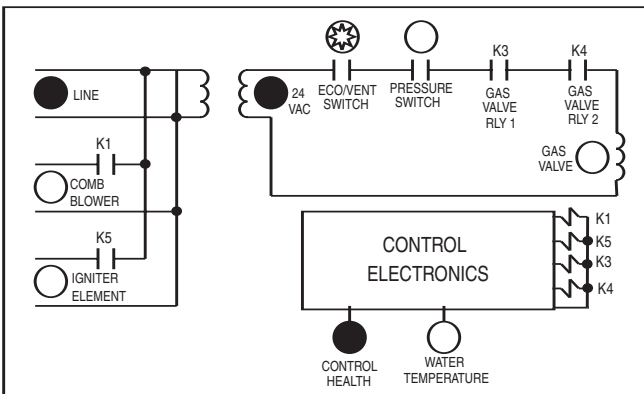 LINE
24
VAC
ECO/VENT
SWITCH
PRESSURE
SWITCH
K3
GAS
VALVE
RLY 1
K4
GAS
VALVE
RLY 2
GAS
VALVE
K1
COMB
BLOWER
K5
IGNITER
ELEMENT
CONTROL
ELECTRONICS
K1
K5
K3
K4
CONTROL
HEALTH
WATER
TEMPERATURE